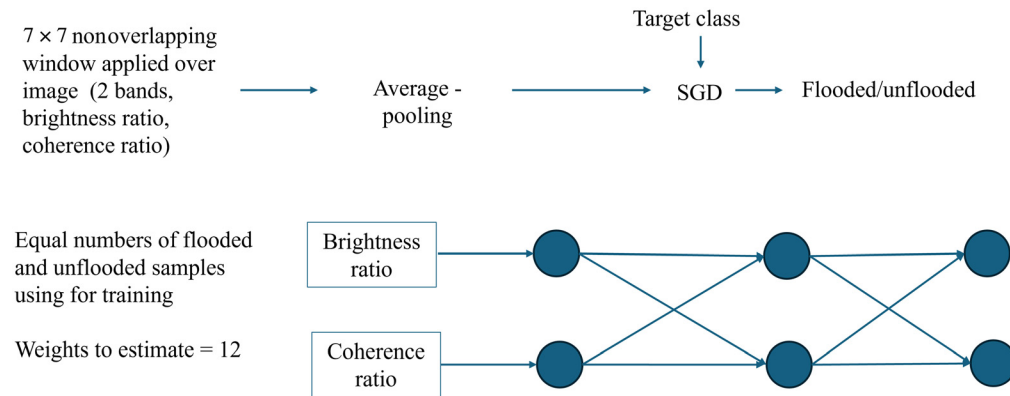 Target class
7 × 7 nonoverlapping
window applied over
image (2 bands,
brightness ratio,
coherence ratio)
Average -
pooling
SGD
Flooded/unflooded
Equal numbers of flooded
and unflooded samples
using for training
Weights to estimate = 12
Brightness
ratio
Coherence
ratio